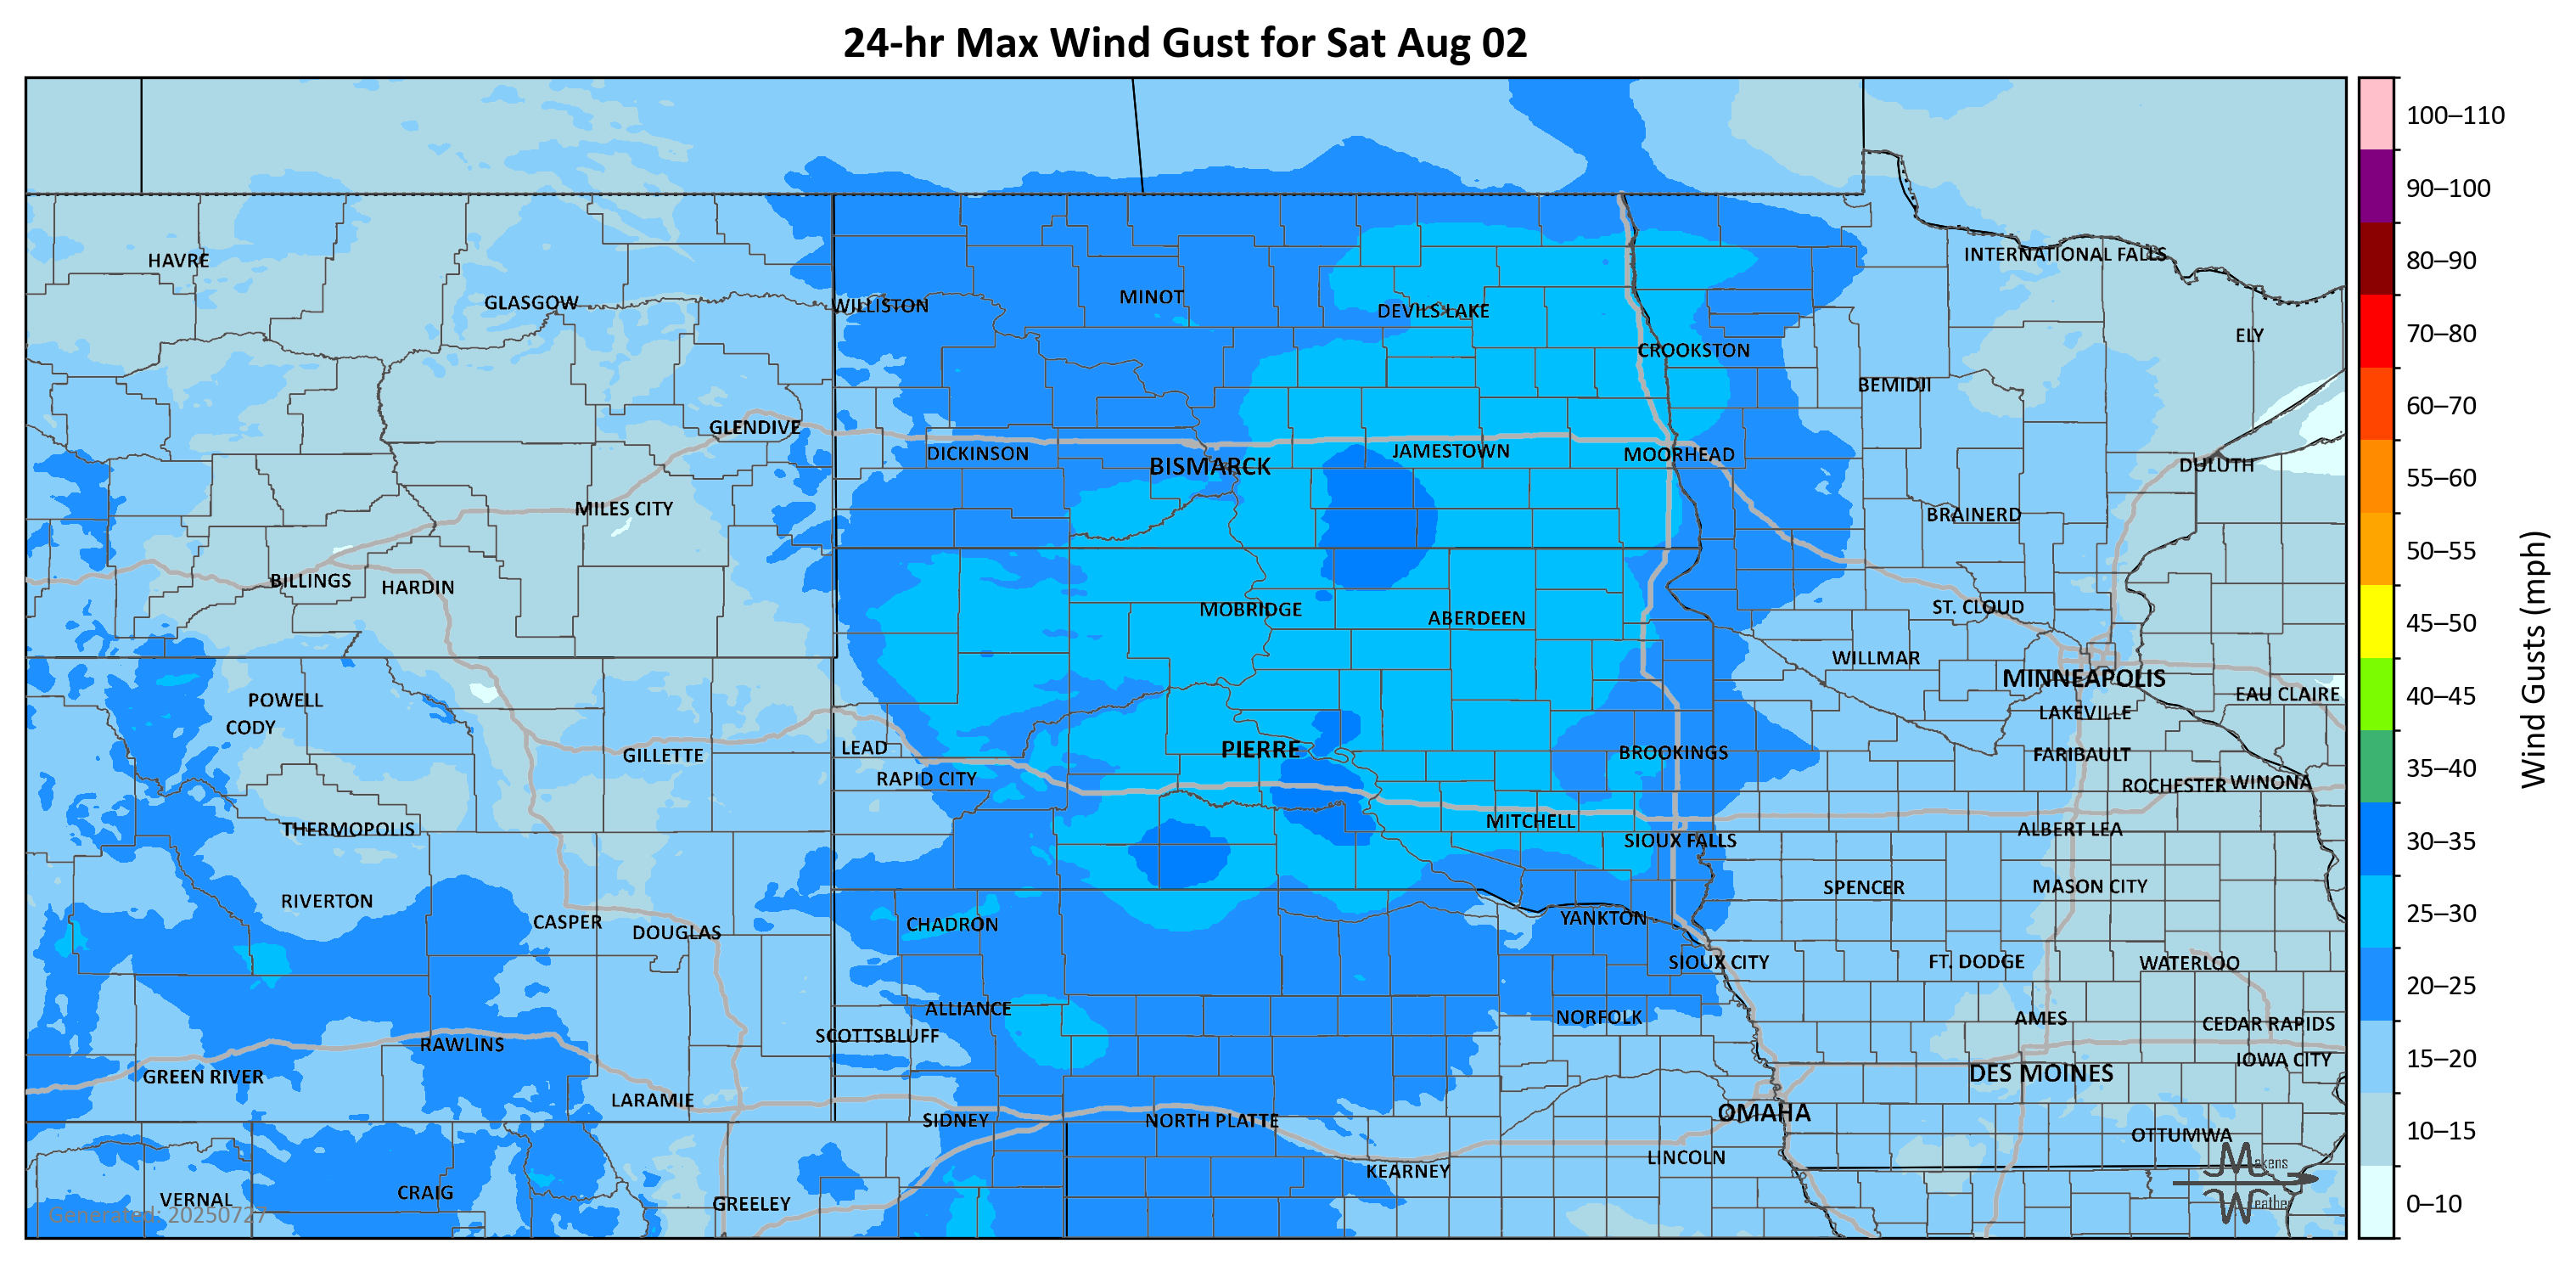 24-hr Max Wind Gust for Sat Aug 02
100–110
90–100
80–90
70–80
60–70
55–60
50–55
45–50
40–45
35–40
30–35
25–30
20–25
15–20
10–15
0–10
Wind Gusts (mph)
HAVRE
INTERNATIONAL FALLS
GLASGOW
WILLISTON
MINOT
DEVILS LAKE
ELY
CROOKSTON
BEMIDJI
GLENDIVE
DICKINSON
BISMARCK
JAMESTOWN
MOORHEAD
DULUTH
MILES CITY
BRAINERD
BILLINGS
HARDIN
MOBRIDGE
ABERDEEN
ST. CLOUD
WILLMAR
MINNEAPOLIS
POWELL
EAU CLAIRE
CODY
LAKEVILLE
GILLETTE
LEAD
PIERRE
BROOKINGS
FARIBAULT
RAPID CITY
ROCHESTER
WINONA
THERMOPOLIS
MITCHELL
SIOUX FALLS
ALBERT LEA
RIVERTON
SPENCER
MASON CITY
CASPER
DOUGLAS
CHADRON
YANKTON
SIOUX CITY
FT. DODGE
WATERLOO
ALLIANCE
NORFOLK
AMES
CEDAR RAPIDS
SCOTTSBLUFF
RAWLINS
IOWA CITY
GREEN RIVER
DES MOINES
LARAMIE
SIDNEY
NORTH PLATTE
OMAHA
OTTUMWA
KEARNEY
LINCOLN
VERNAL
CRAIG
GREELEY
Generated: 20250727
Makens
Weather